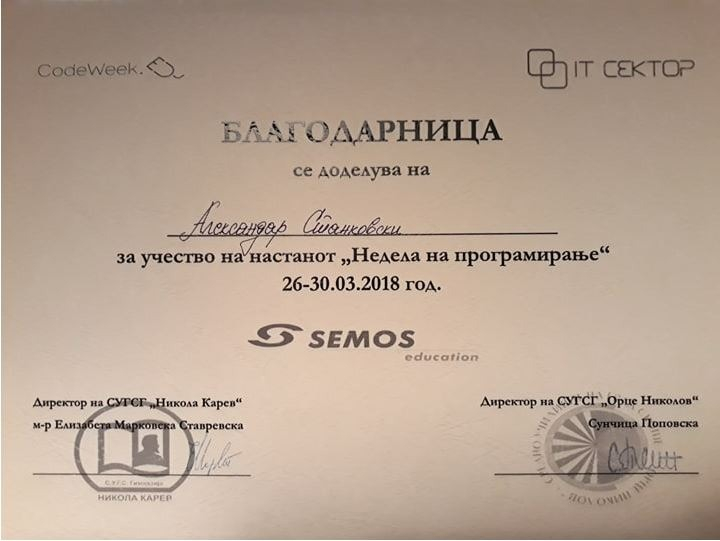 CodeWeek.
IT СЕКТОР
БЛАГОДАРНИЦА
се доделува на
Александар Станковски
за учество на настанот „Недела на програмирање“
26-30.03.2018 год.
SEMOS
education
Директор на СУГСГ „Никола Карев“
м-р Елизабета Марковска Ставревска
С.У.Г.С. Гимназија
НИКОЛА КАРЕВ
Директор на СУГСГ „Орце Николов“
Сунчица Поповска